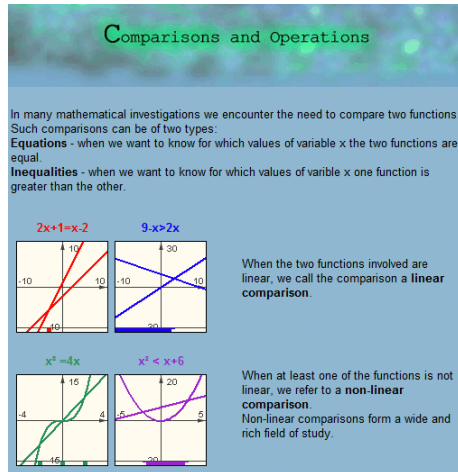 Comparisons and Operations
In many mathematical investigations we encounter the need to compare two functions
Such comparisons can be of two types:
Equations - when we want to know for which values of variable x the two functions are
equal.
Inequalities - when we want to know for which values of varible x one function is
greater than the other.
2x+1=x-2
9-x>2x
10
-10
10
30
-10
10
When the two functions involved are
linear, we call the comparison a linear
comparison.
x³ =4x
x² < x+6
15
-4
4
20
-5
5
When at least one of the functions is not
linear, we refer to a non-linear
comparison.
Non-linear comparisons form a wide and
rich field of study.